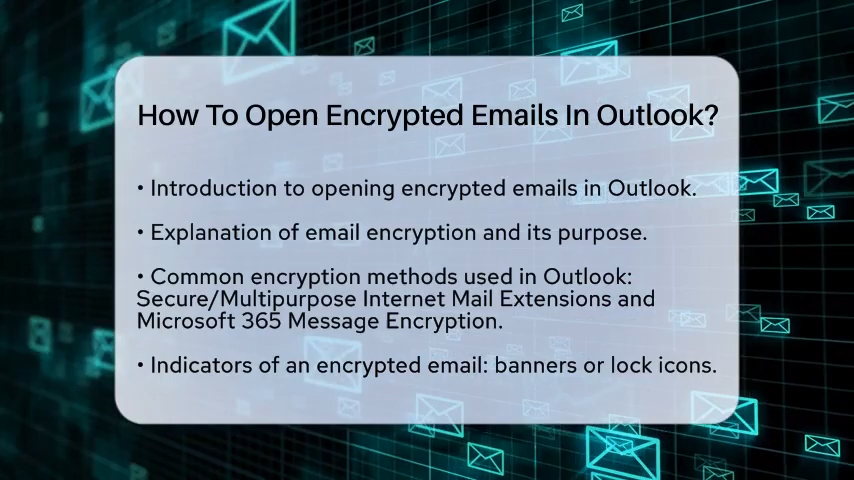 How To Open Encrypted Emails In Outlook?
• Introduction to opening encrypted emails in Outlook.
• Explanation of email encryption and its purpose.
• Common encryption methods used in Outlook:
Secure/Multipurpose Internet Mail Extensions and
Microsoft 365 Message Encryption.
• Indicators of an encrypted email: banners or lock icons.